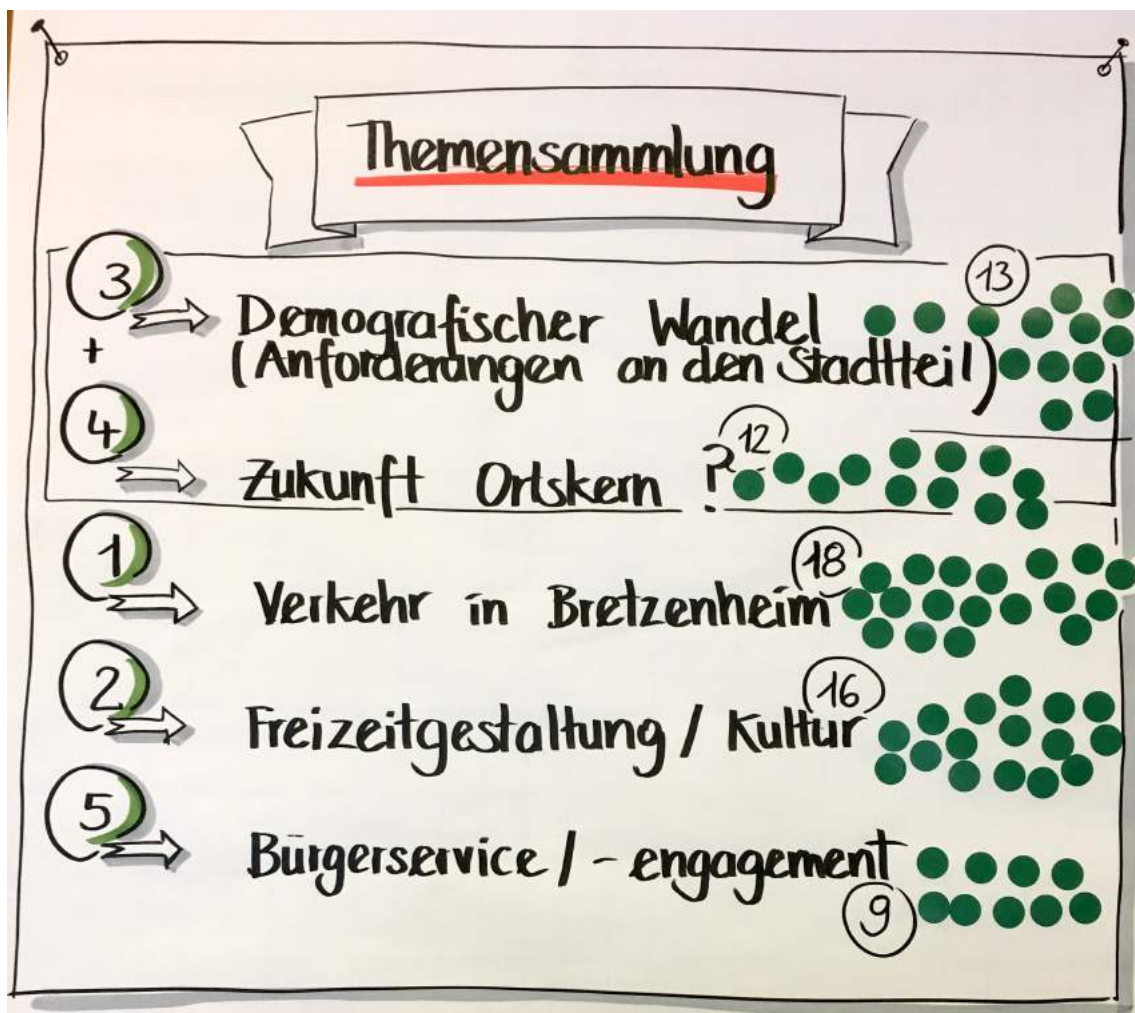 Themensammlung
3
13
Demografischer Wandel
+
(Anforderungen an den Stadtteil)
4
12
Zukunft Ortskern ?
1
18
Verkehr in Bretzenheim
2
16
Freizeitgestaltung / Kultur
5
Bürgerservice / - engagement
9